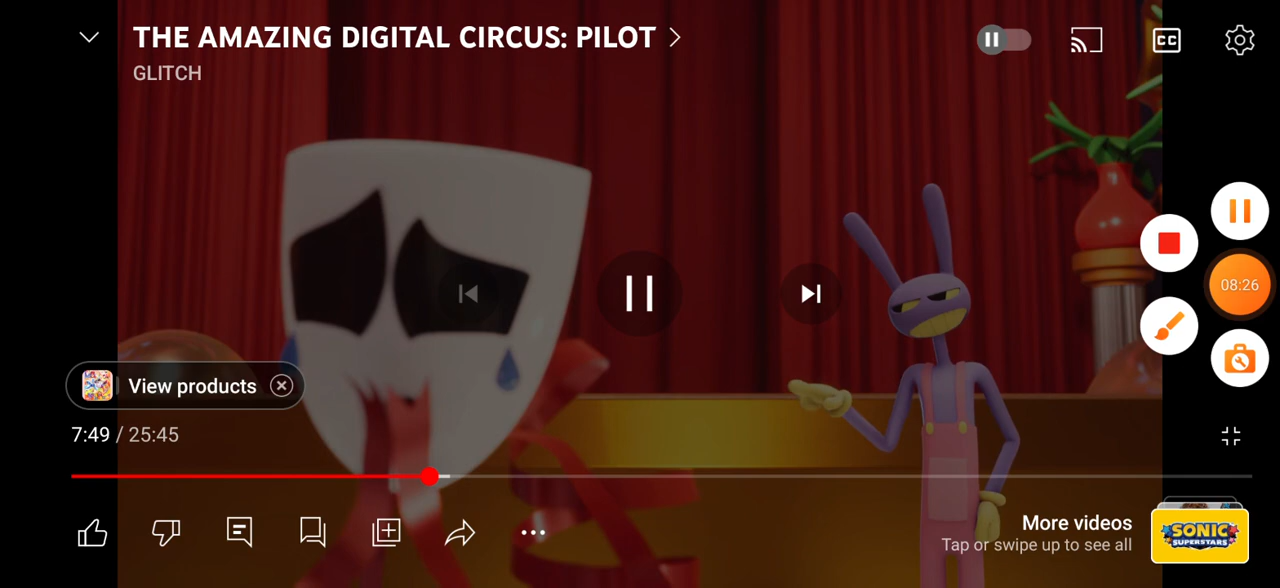 THE AMAZING DIGITAL CIRCUS: PILOT
GLITCH
CC
08:26
View products
7:49 / 25:45
More videos
Tap or swipe up to see all
SONIC
SUPERSTARS